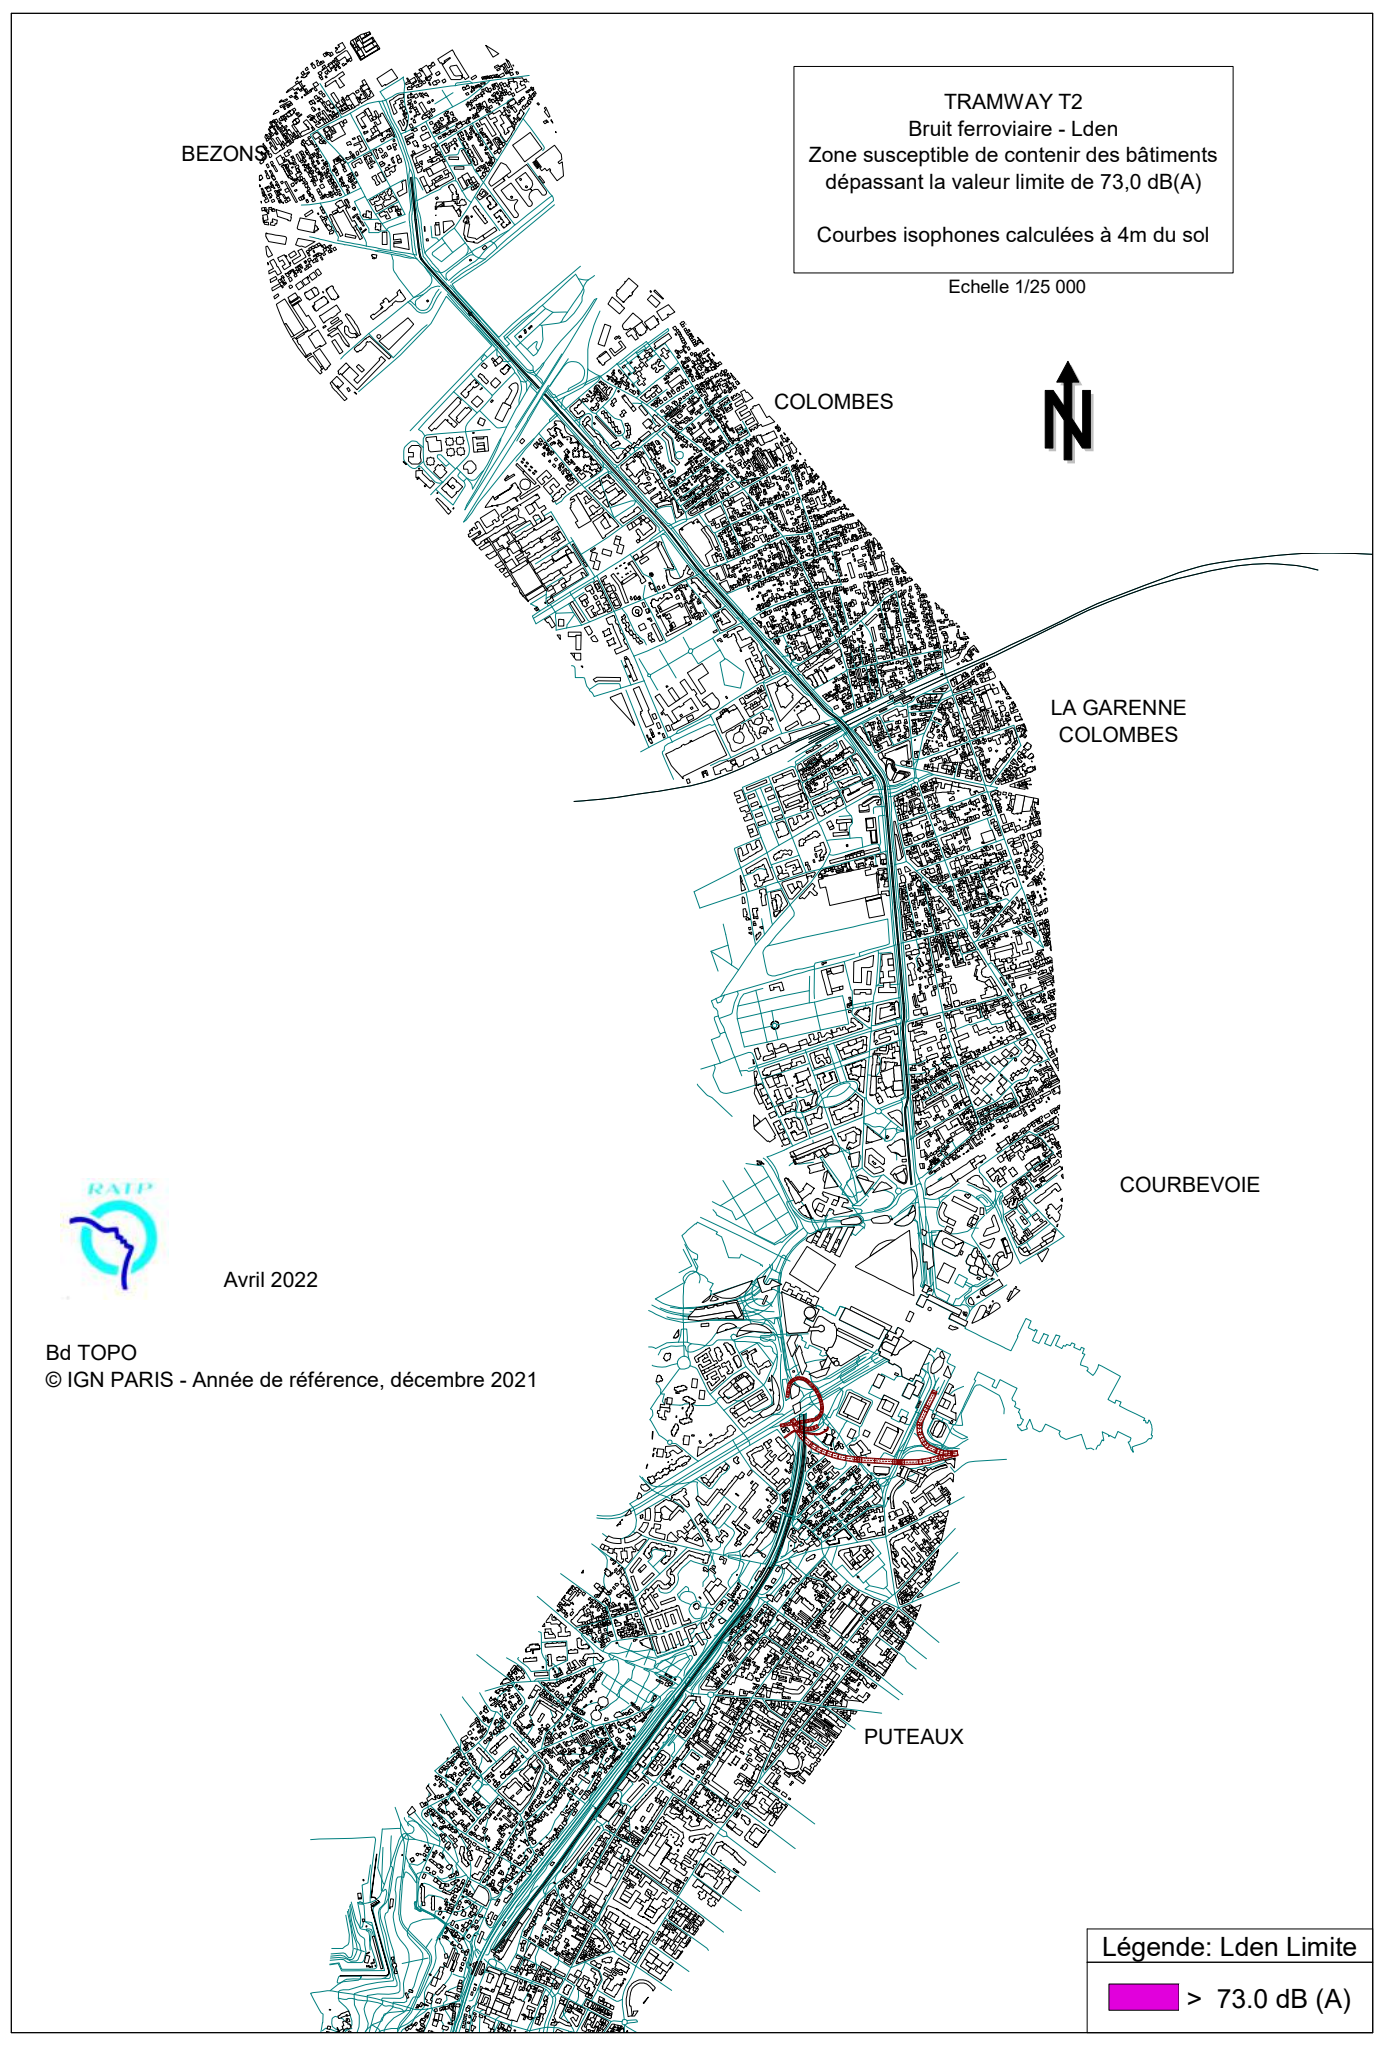 TRAMWAY T2
Bruit ferroviaire - Lden
Zone susceptible de contenir des bâtiments
dépassant la valeur limite de 73,0 dB(A)
Courbes isophones calculées à 4m du sol
Echelle 1/25 000
BEZONS
COLOMBES
N
LA GARENNE
COLOMBES
COURBEVOIE
RATP
Avril 2022
Bd TOPO
© IGN PARIS - Année de référence, décembre 2021
PUTEAUX
Légende: Lden Limite
> 73.0 dB (A)